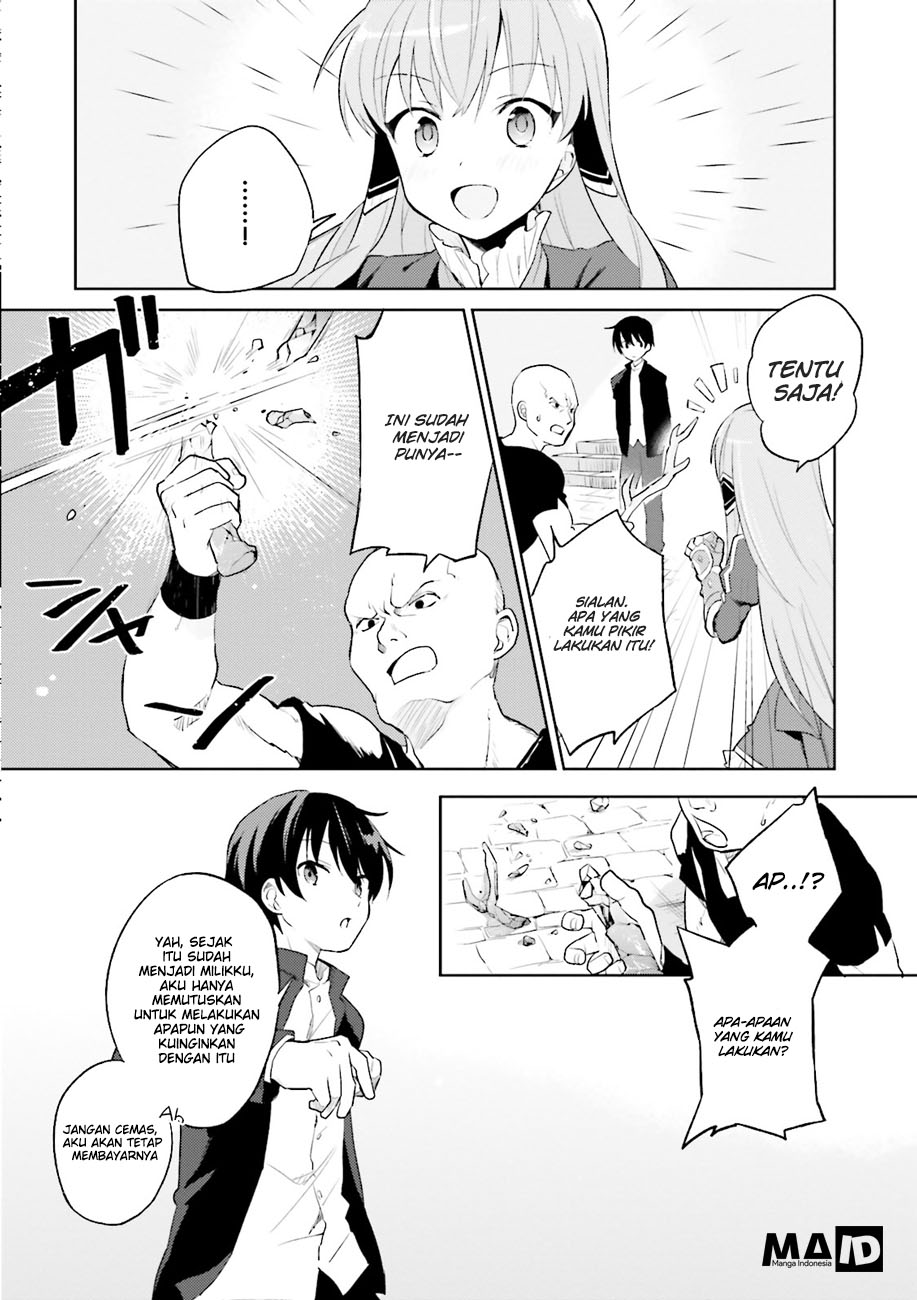 ………!
TENTU
SAJA!
SIALAN.
APA YANG
KAMU PIKIR
LAKUKAN ITU!
INI SUDAH
MENJADI
PUNYA--
ガシャン
AP..!?
APA-APAAN
YANG KAMU
LAKUKAN?
YAH, SEJAK
ITU SUDAH
MENJADI MILIKKU,
AKU HANYA
MEMUTUSKAN
UNTUK MELAKUKAN
APAPUN YANG
KUINGINKAN
DENGAN ITU
Ah
JANGAN CEMAS,
AKU AKAN TETAP
MEMBAYARNYA
MAID
Manga Indonesia